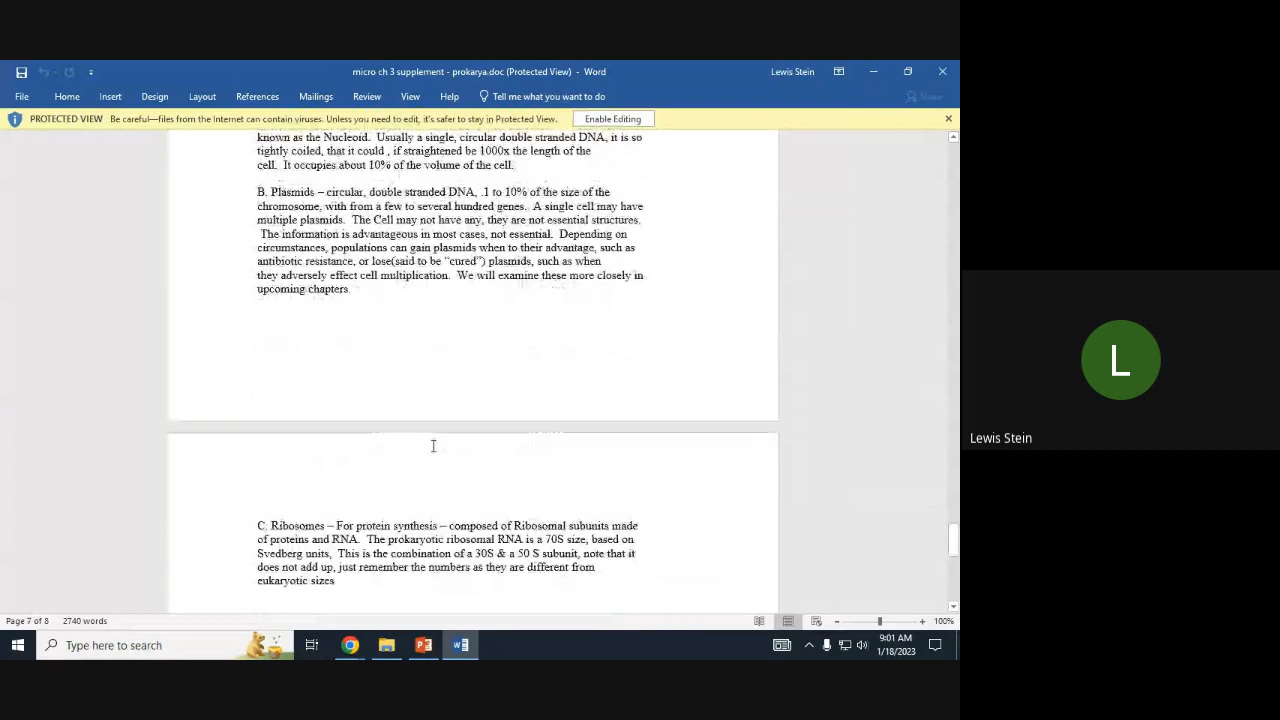 micro ch 3 supplement - prokarya.doc (Protected View) - Word
Lewis Stein
File Home Insert Design Layout References Mailings Review View Help Tell me what you want to do Share
PROTECTED VIEW Be careful—files from the Internet can contain viruses. Unless you need to edit, it's safer to stay in Protected View. Enable Editing
known as the Nucleoid. Usually a single, circular double stranded DNA, it is so
tightly coiled, that it could , if straightened be 1000x the length of the
cell. It occupies about 10% of the volume of the cell.
B. Plasmids – circular, double stranded DNA, .1 to 10% of the size of the
chromosome, with from a few to several hundred genes. A single cell may have
multiple plasmids. The Cell may not have any, they are not essential structures.
The information is advantageous in most cases, not essential. Depending on
circumstances, populations can gain plasmids when to their advantage, such as
antibiotic resistance, or lose(said to be “cured”) plasmids, such as when
they adversely effect cell multiplication. We will examine these more closely in
upcoming chapters.
C. Ribosomes – For protein synthesis – composed of Ribosomal subunits made
of proteins and RNA. The prokaryotic ribosomal RNA is a 70S size, based on
Svedberg units, This is the combination of a 30S & a 50 S subunit, note that it
does not add up, just remember the numbers as they are different from
eukaryotic sizes
Page 7 of 8 2740 words 100%
Type here to search
9:01 AM
1/18/2023
L
Lewis Stein